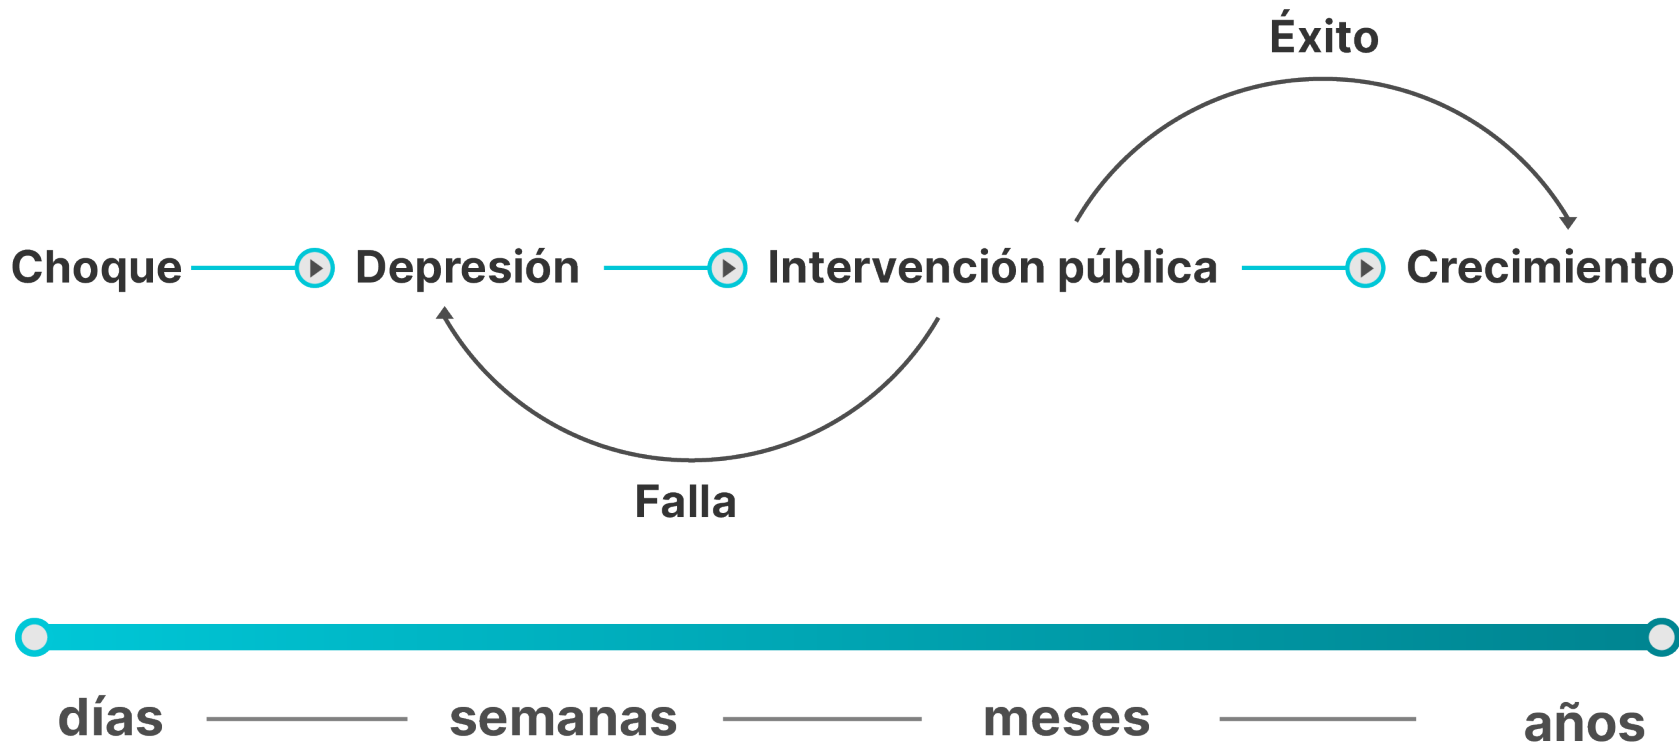 Éxito
Choque Depresión Intervención pública Crecimiento
Falla
días semanas meses años